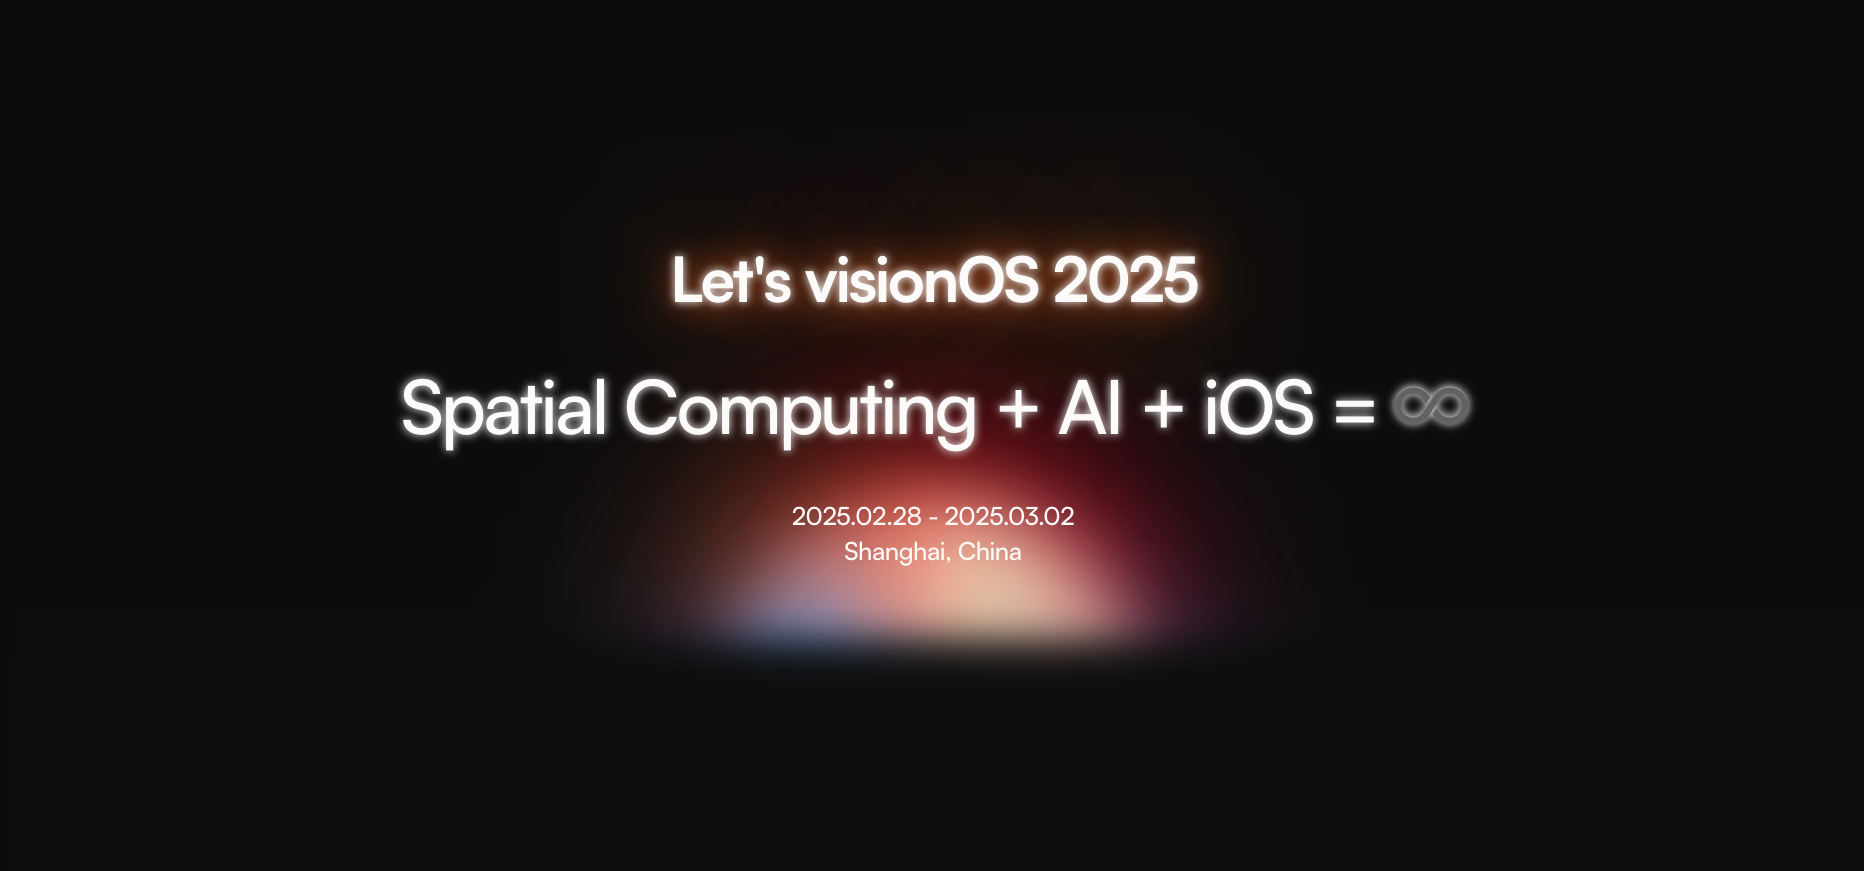 Let's visionOS 2025
Spatial Computing + AI + iOS = ∞
2025.02.28 - 2025.03.02
Shanghai, China